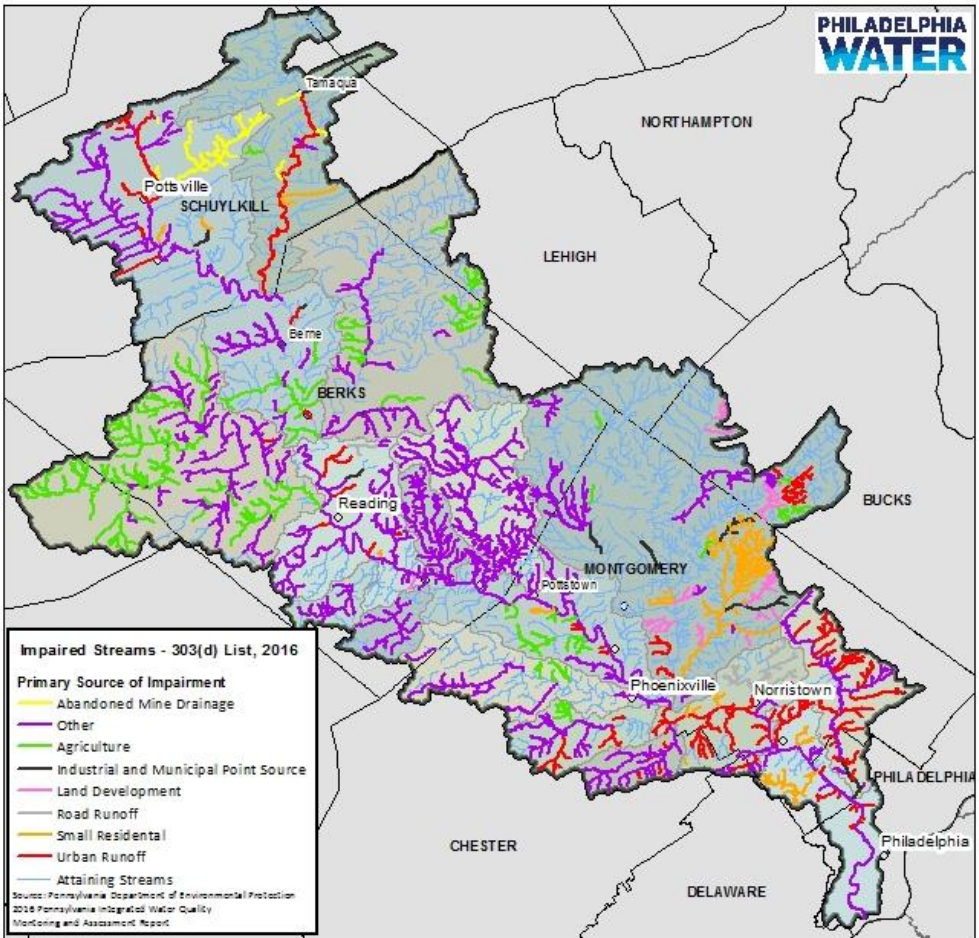 PHILADELPHIA
WATER
Tamaqua
NORTHAMPTON
Pottsville
SCHUYLKILL
LEHIGH
Berne
BERKS
Reading
BUCKS
MONTGOMERY
Pottstown
Phoenixville
Norristown
PHILADELPHIA
Philadelphia
CHESTER
DELAWARE
Impaired Streams - 303(d) List, 2016
Primary Source of Impairment
Abandoned Mine Drainage
Other
Agriculture
Industrial and Municipal Point Source
Land Development
Road Runoff
Small Residental
Urban Runoff
Attaining Streams
Source: Pennsylvania Department of Environmental Protection
2016 Pennsylvania Integrated Water Quality
Monitoring and Assessment Report